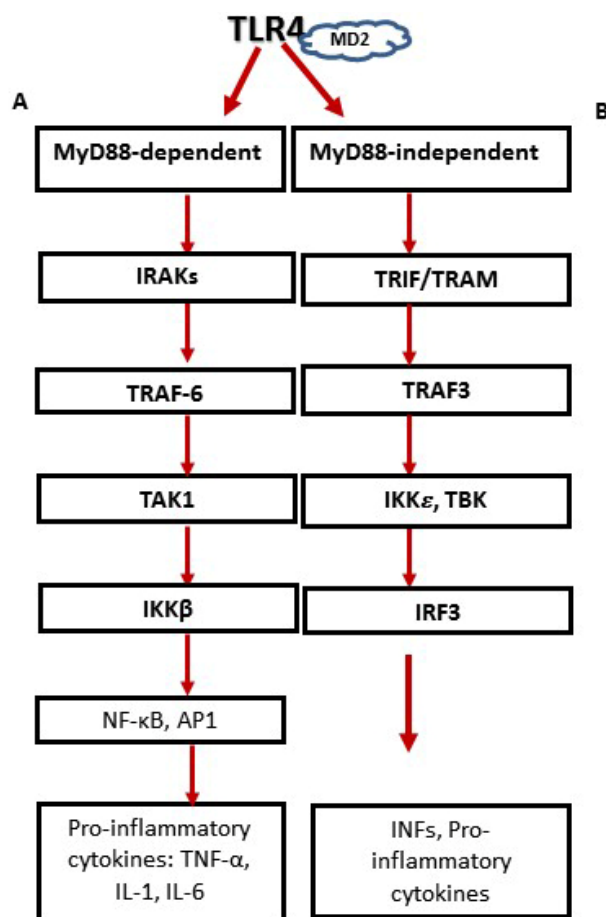 TLR4
MD2
A
B
MyD88-dependent
MyD88-independent
IRAKs
TRIF/TRAM
TRAF-6
TRAF3
TAK1
IKKε, TBK
IKKβ
IRF3
NF-κB, AP1
Pro-inflammatory
cytokines: TNF-α,
IL-1, IL-6
INFs, Pro-
inflammatory
cytokines